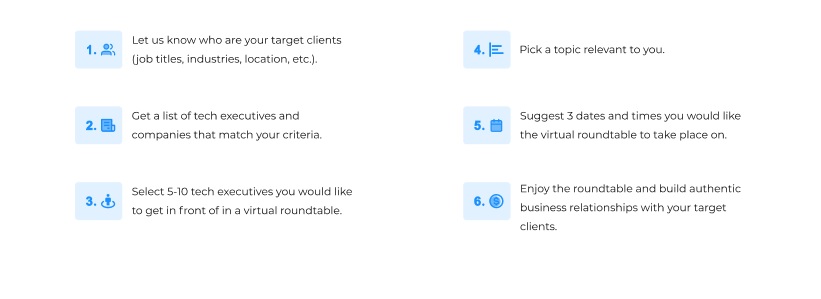 1. Let us know who are your target clients
(job titles, industries, location, etc.).
2. Get a list of tech executives and
companies that match your criteria.
3. Select 5-10 tech executives you would like
to get in front of in a virtual roundtable.
4. Pick a topic relevant to you.
5. Suggest 3 dates and times you would like
the virtual roundtable to take place on.
6. Enjoy the roundtable and build authentic
business relationships with your target
clients.